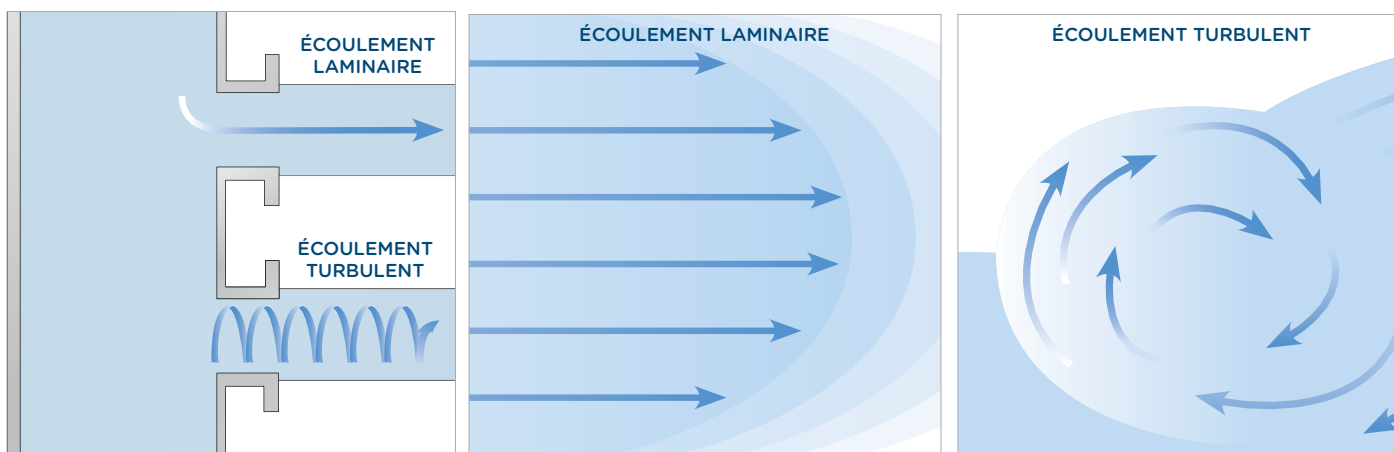 ÉCOULEMENT
LAMINAIRE
ÉCOULEMENT
TURBULENT
ÉCOULEMENT LAMINAIRE
ÉCOULEMENT TURBULENT